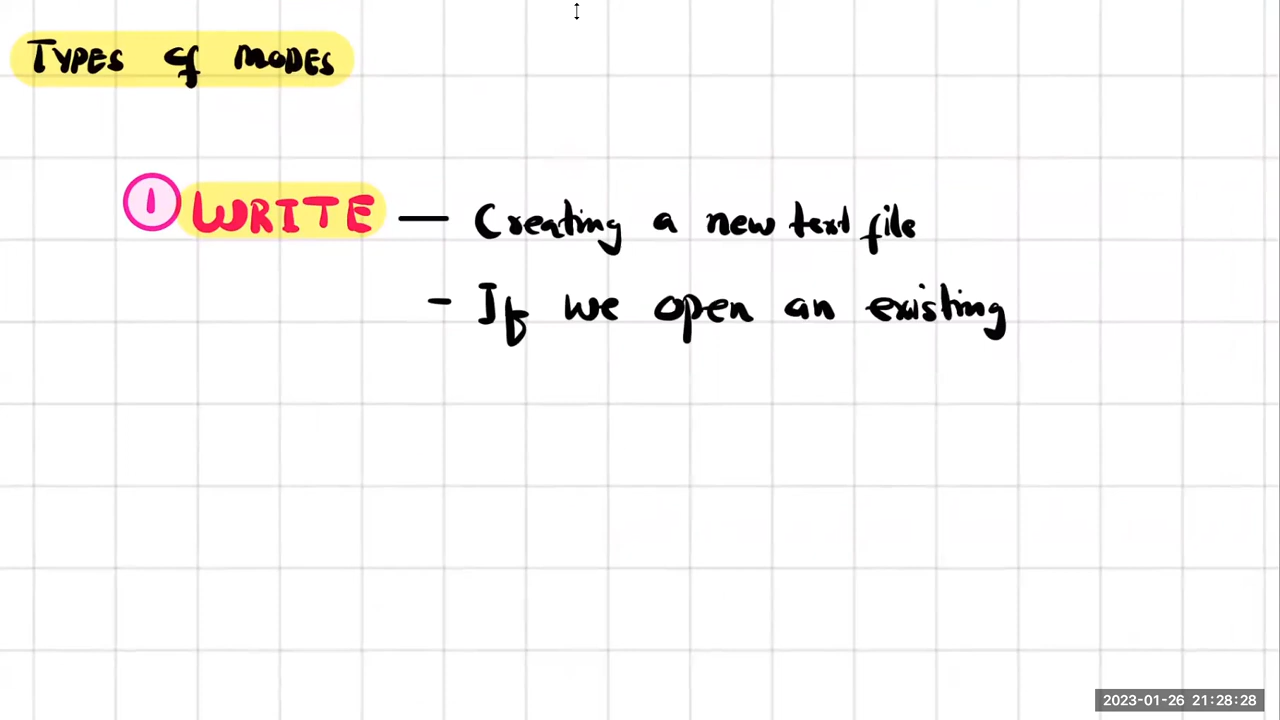 TYPES of MODES
1 WRITE — Creating a new text file
- If we open an existing
2023-01-26 21:28:28